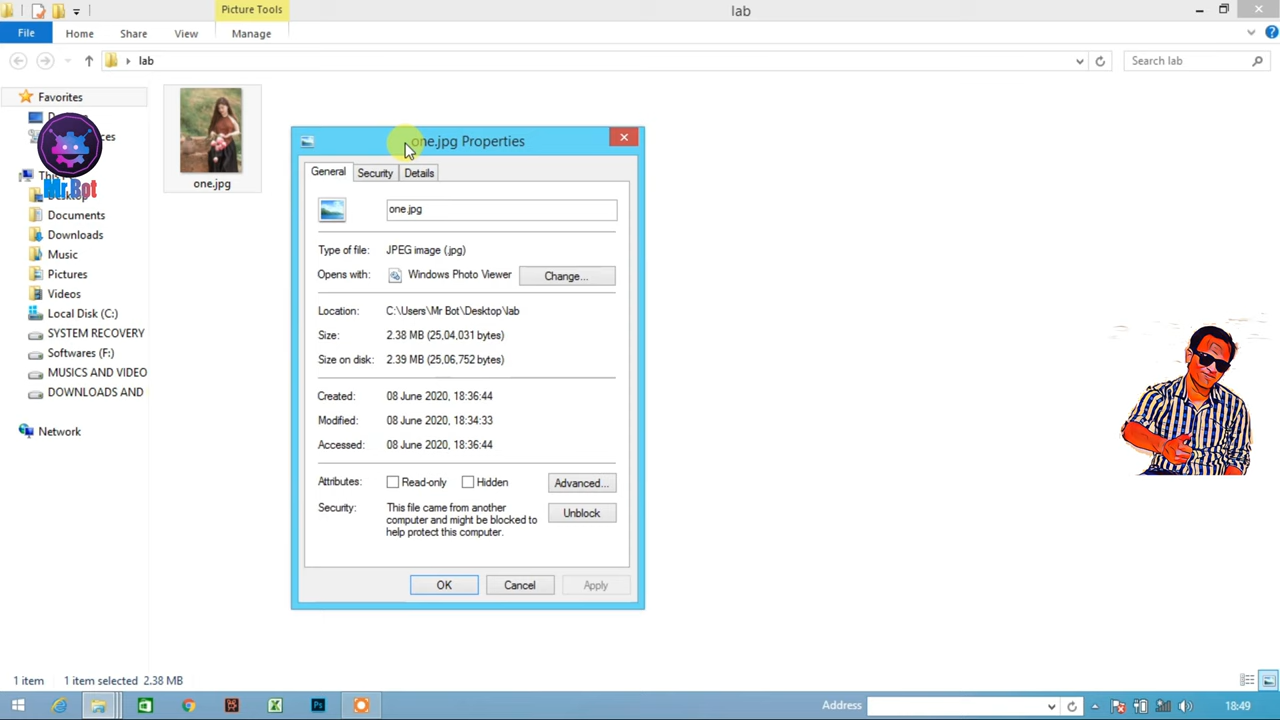 Picture Tools
lab
File
Home
Share
View
Manage
lab
Search lab
Favorites
Mr.Bot
Desktop
Documents
Downloads
Music
Pictures
Videos
Local Disk (C:)
SYSTEM RECOVERY
Softwares (F:)
MUSICS AND VIDEO
DOWNLOADS AND
Network
one.jpg
one.jpg Properties
General
Security
Details
one.jpg
Type of file:
JPEG image (.jpg)
Opens with:
Windows Photo Viewer
Change...
Location:
C:\Users\Mr Bot\Desktop\lab
Size:
2.38 MB (25,04,031 bytes)
Size on disk:
2.39 MB (25,06,752 bytes)
Created:
08 June 2020, 18:36:44
Modified:
08 June 2020, 18:34:33
Accessed:
08 June 2020, 18:36:44
Attributes:
Read-only
Hidden
Advanced...
Security:
This file came from another
computer and might be blocked to
help protect this computer.
Unblock
OK
Cancel
Apply
1 item
1 item selected 2.38 MB
Address
18:49